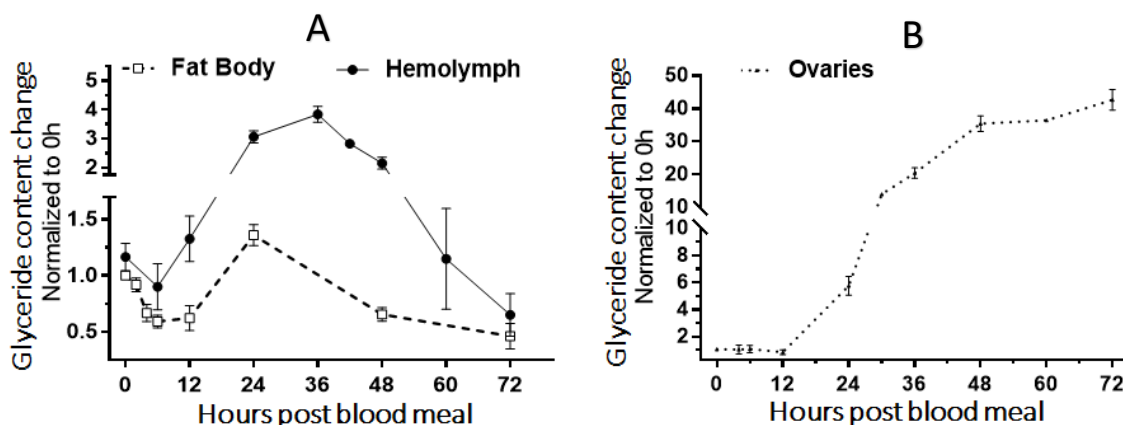 A
Fat Body
Hemolymph
Glyceride content change
Normalized to 0h
5
4
3
2
1.5
1.0
0.5
0 12 24 36 48 60 72
Hours post blood meal
B
Ovaries
Glyceride content change
Normalized to 0h
50
40
30
20
10
10
8
6
4
2
0 12 24 36 48 60 72
Hours post blood meal